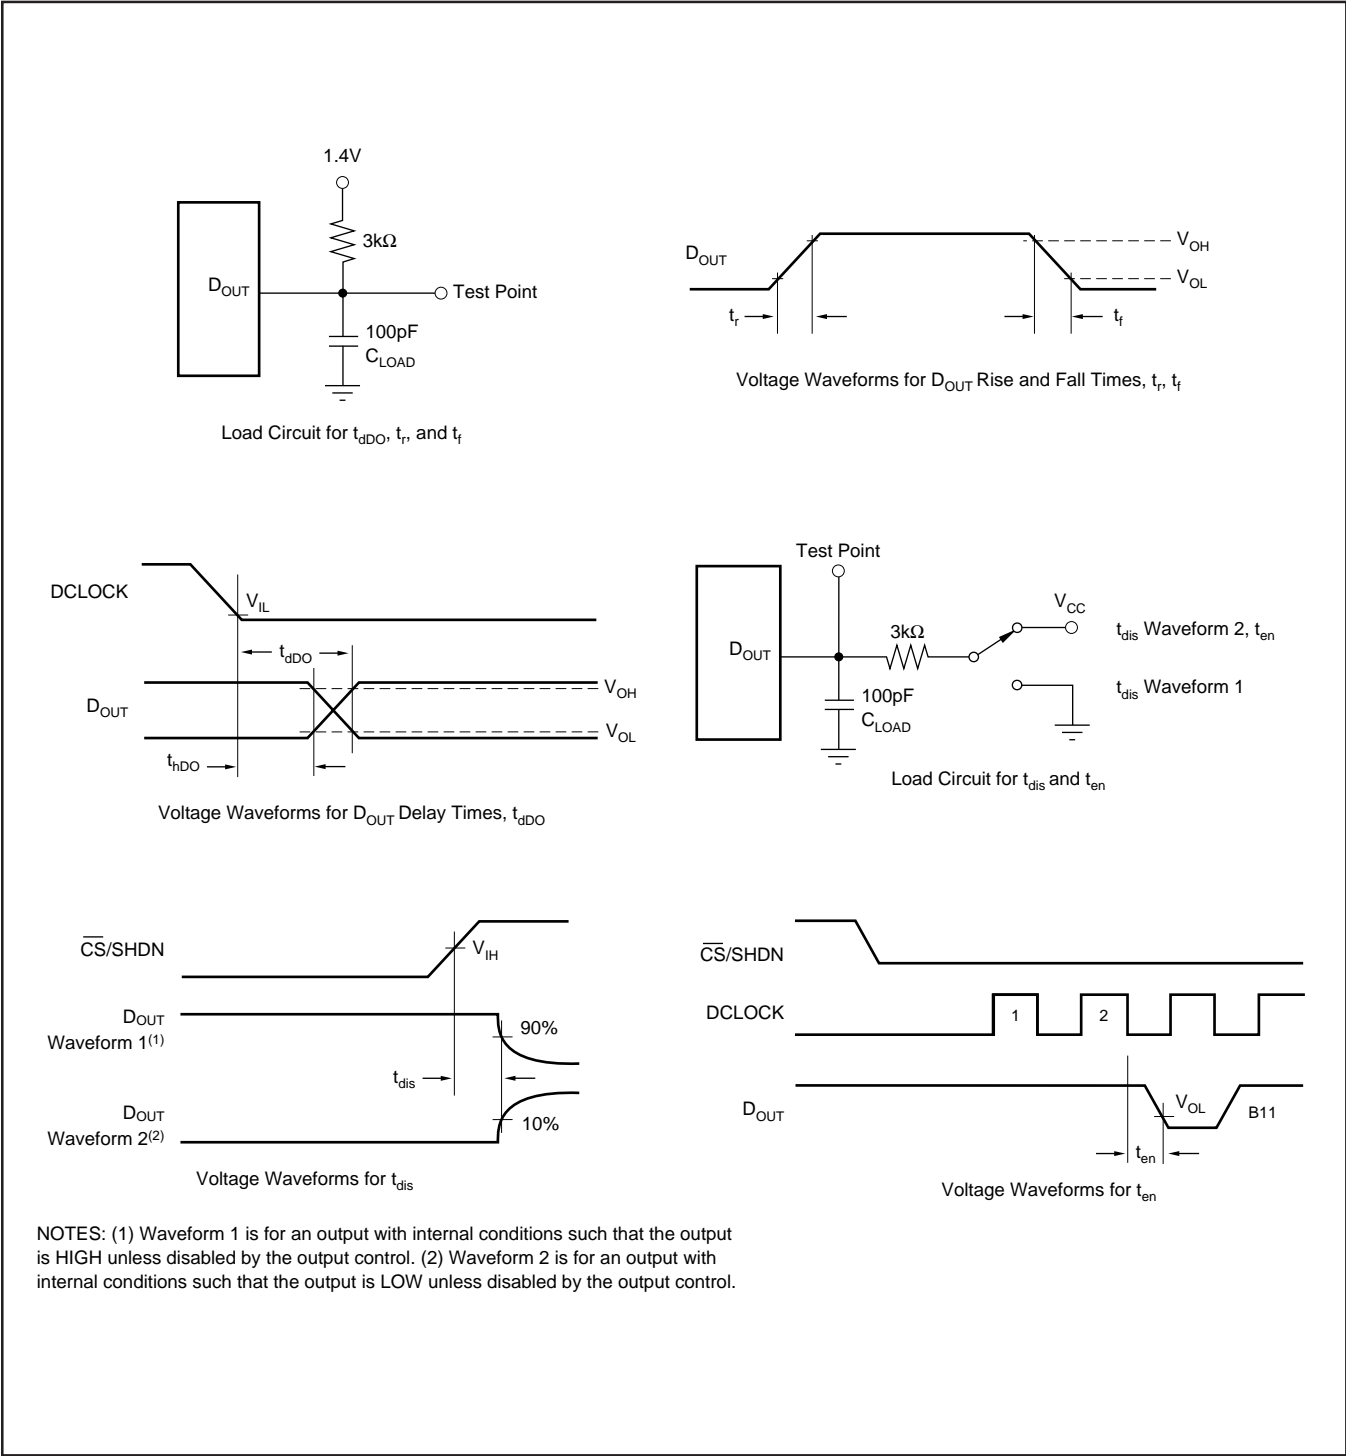 1.4V
3kΩ
DOUT
Test Point
100pF
CLOAD
Load Circuit for tdDO, tr, and tf
DOUT
VOH
VOL
tr
tf
Voltage Waveforms for DOUT Rise and Fall Times, tr, tf
DCLOCK
VIL
tdDO
DOUT
VOH
VOL
thDO
Voltage Waveforms for DOUT Delay Times, tdDO
Test Point
DOUT
3kΩ
VCC
tdis Waveform 2, ten
tdis Waveform 1
100pF
CLOAD
Load Circuit for tdis and ten
C̅S̅/SHDN
VIH
DOUT
Waveform 1(1)
90%
tdis
DOUT
Waveform 2(2)
10%
Voltage Waveforms for tdis
C̅S̅/SHDN
DCLOCK
1
2
DOUT
VOL
B11
ten
Voltage Waveforms for ten
NOTES: (1) Waveform 1 is for an output with internal conditions such that the output
is HIGH unless disabled by the output control. (2) Waveform 2 is for an output with
internal conditions such that the output is LOW unless disabled by the output control.